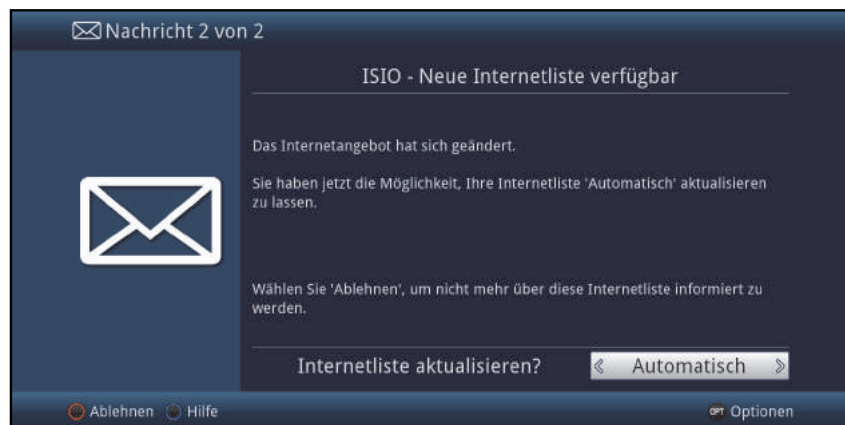 Nachricht 2 von 2
ISIO - Neue Internetliste verfügbar
Das Internetangebot hat sich geändert.
Sie haben jetzt die Möglichkeit, Ihre Internetliste 'Automatisch' aktualisieren
zu lassen.
Wählen Sie 'Ablehnen', um nicht mehr über diese Internetliste informiert zu
werden.
Internetliste aktualisieren? « Automatisch »
Ablehnen Hilfe OPT Optionen